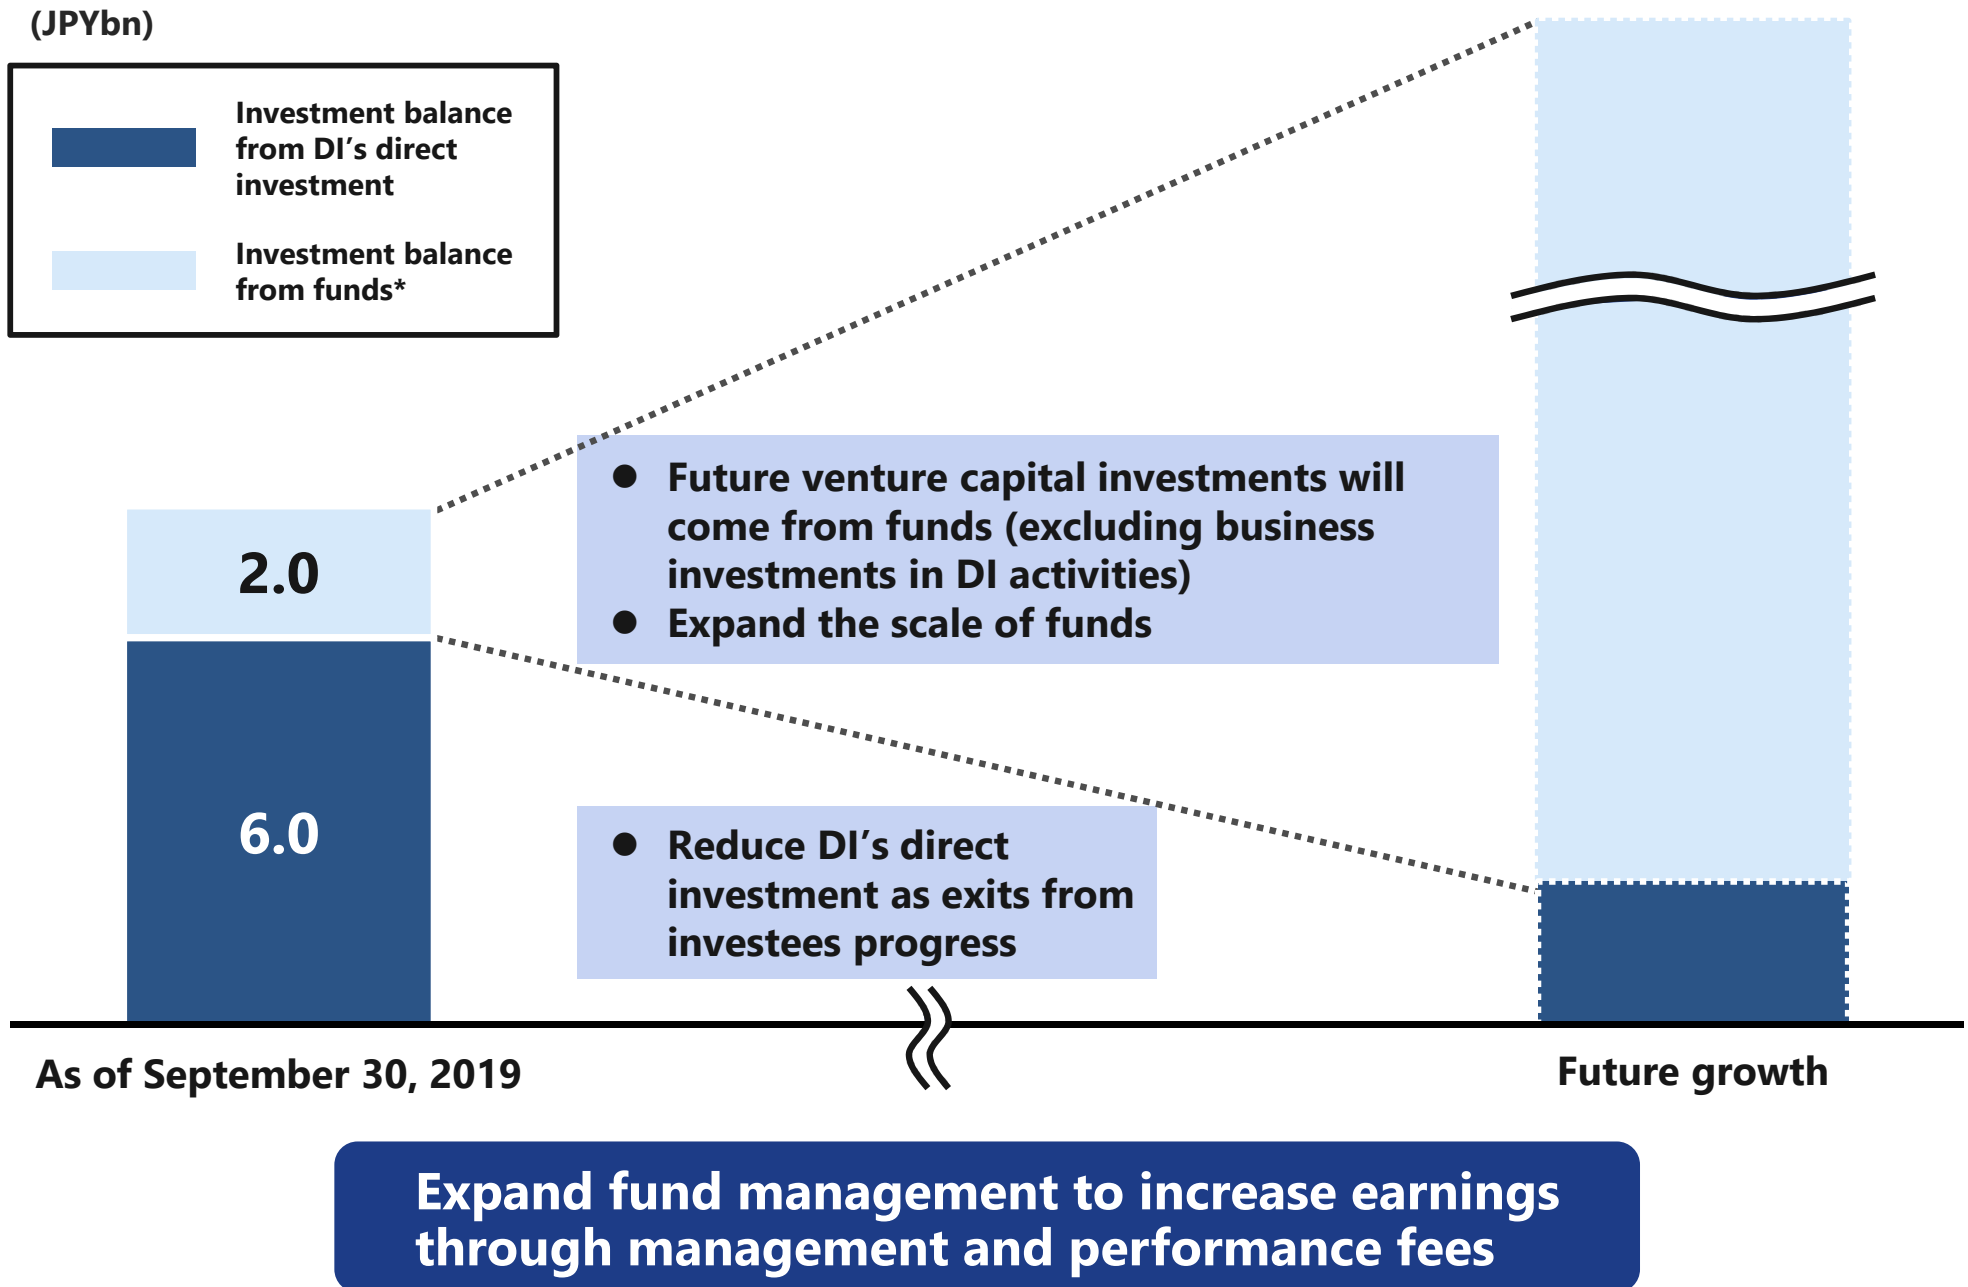 (JPYbn)
Investment balance
from DI’s direct
investment
Investment balance
from funds*
● Future venture capital investments will
come from funds (excluding business
investments in DI activities)
● Expand the scale of funds
2.0
6.0
● Reduce DI’s direct
investment as exits from
investees progress
As of September 30, 2019
Future growth
Expand fund management to increase earnings
through management and performance fees